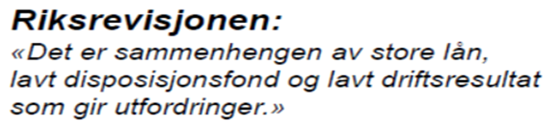 Riksrevisjonen:
«Det er sammenhengen av store lån,
lavt disposisjonsfond og lavt driftsresultat
som gir utfordringer.»